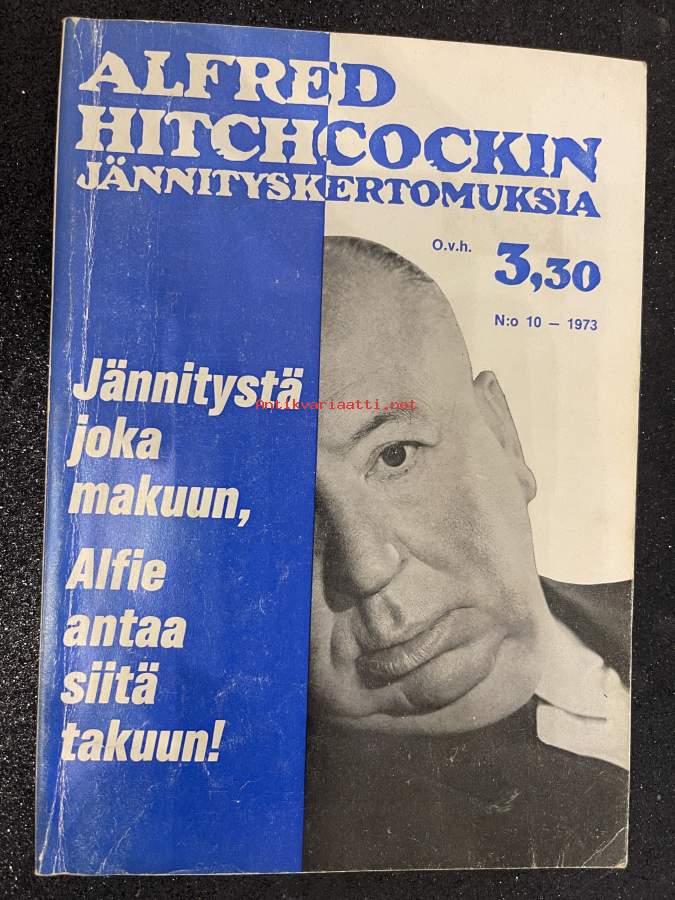 ALFRED
HITCHCOCKIN
JÄNNITYSKERTOMUKSIA
O.v.h. 3,30
N:o 10 — 1973
Jännitystä
joka
makuun,
Alfie
antaa
siitä
takuun!
Antikvariaatti.net